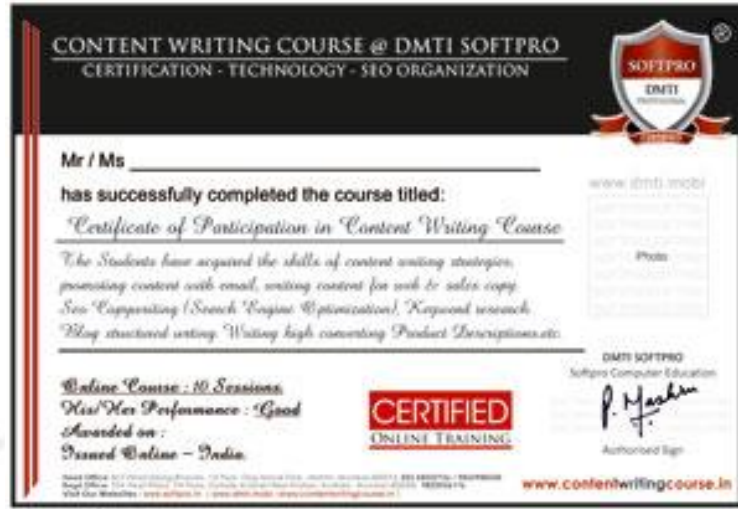 CONTENT WRITING COURSE @ DMTI SOFTPRO
CERTIFICATION - TECHNOLOGY - SEO ORGANIZATION
®
SOFTPRO
DMTI
PROFESSIONAL
Mr / Ms
has successfully completed the course titled:
Certificate of Participation in Content Writing Course
www.dmti.mobi
Photo
The Students have acquired the skills of content writing strategies,
promoting content with email, writing content for web & sales copy
Seo Copywriting (Search Engine Optimization), Keyword research
Blog structured writing, Writing high converting Product Descriptions etc
Online Course : 10 Sessions
His/Her Performance : Good
Awarded on :
Issued Online – India
CERTIFIED
ONLINE TRAINING
DMTI SOFTPRO
Softpro Computer Education
Authorised Sign
Visit Our Websites :
www.contentwritingcourse.in